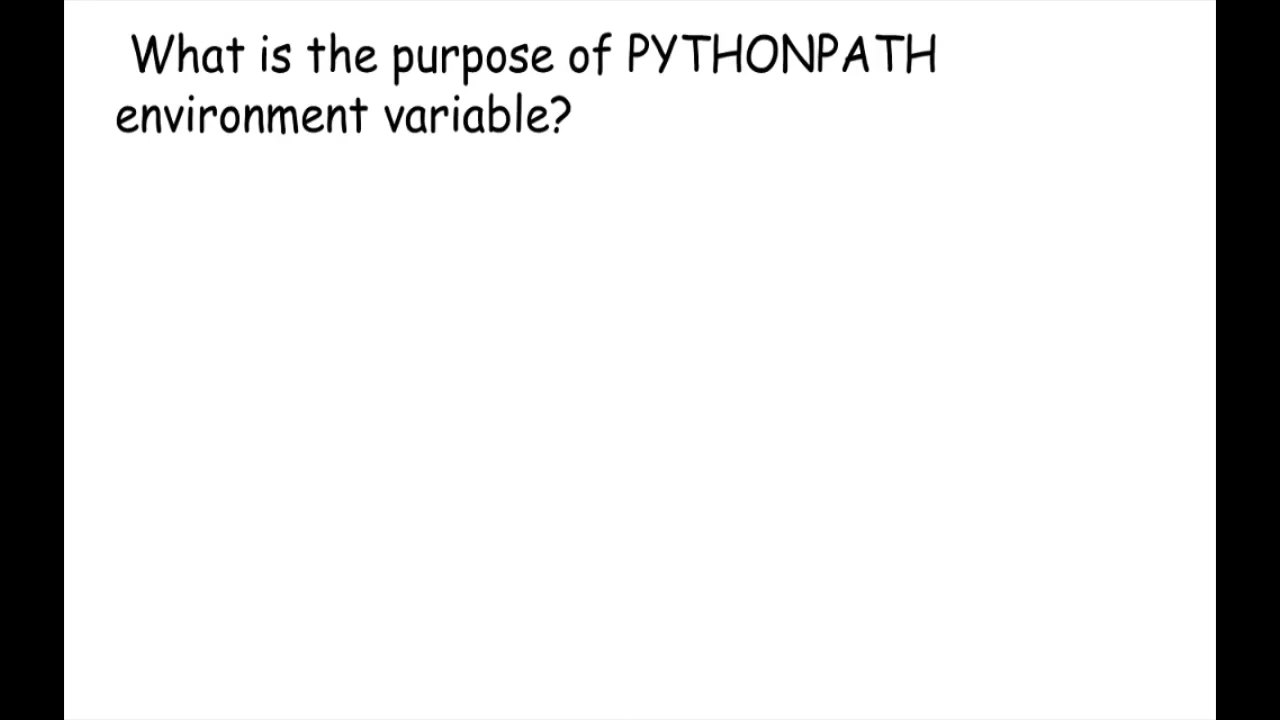 What is the purpose of PYTHONPATH
environment variable?